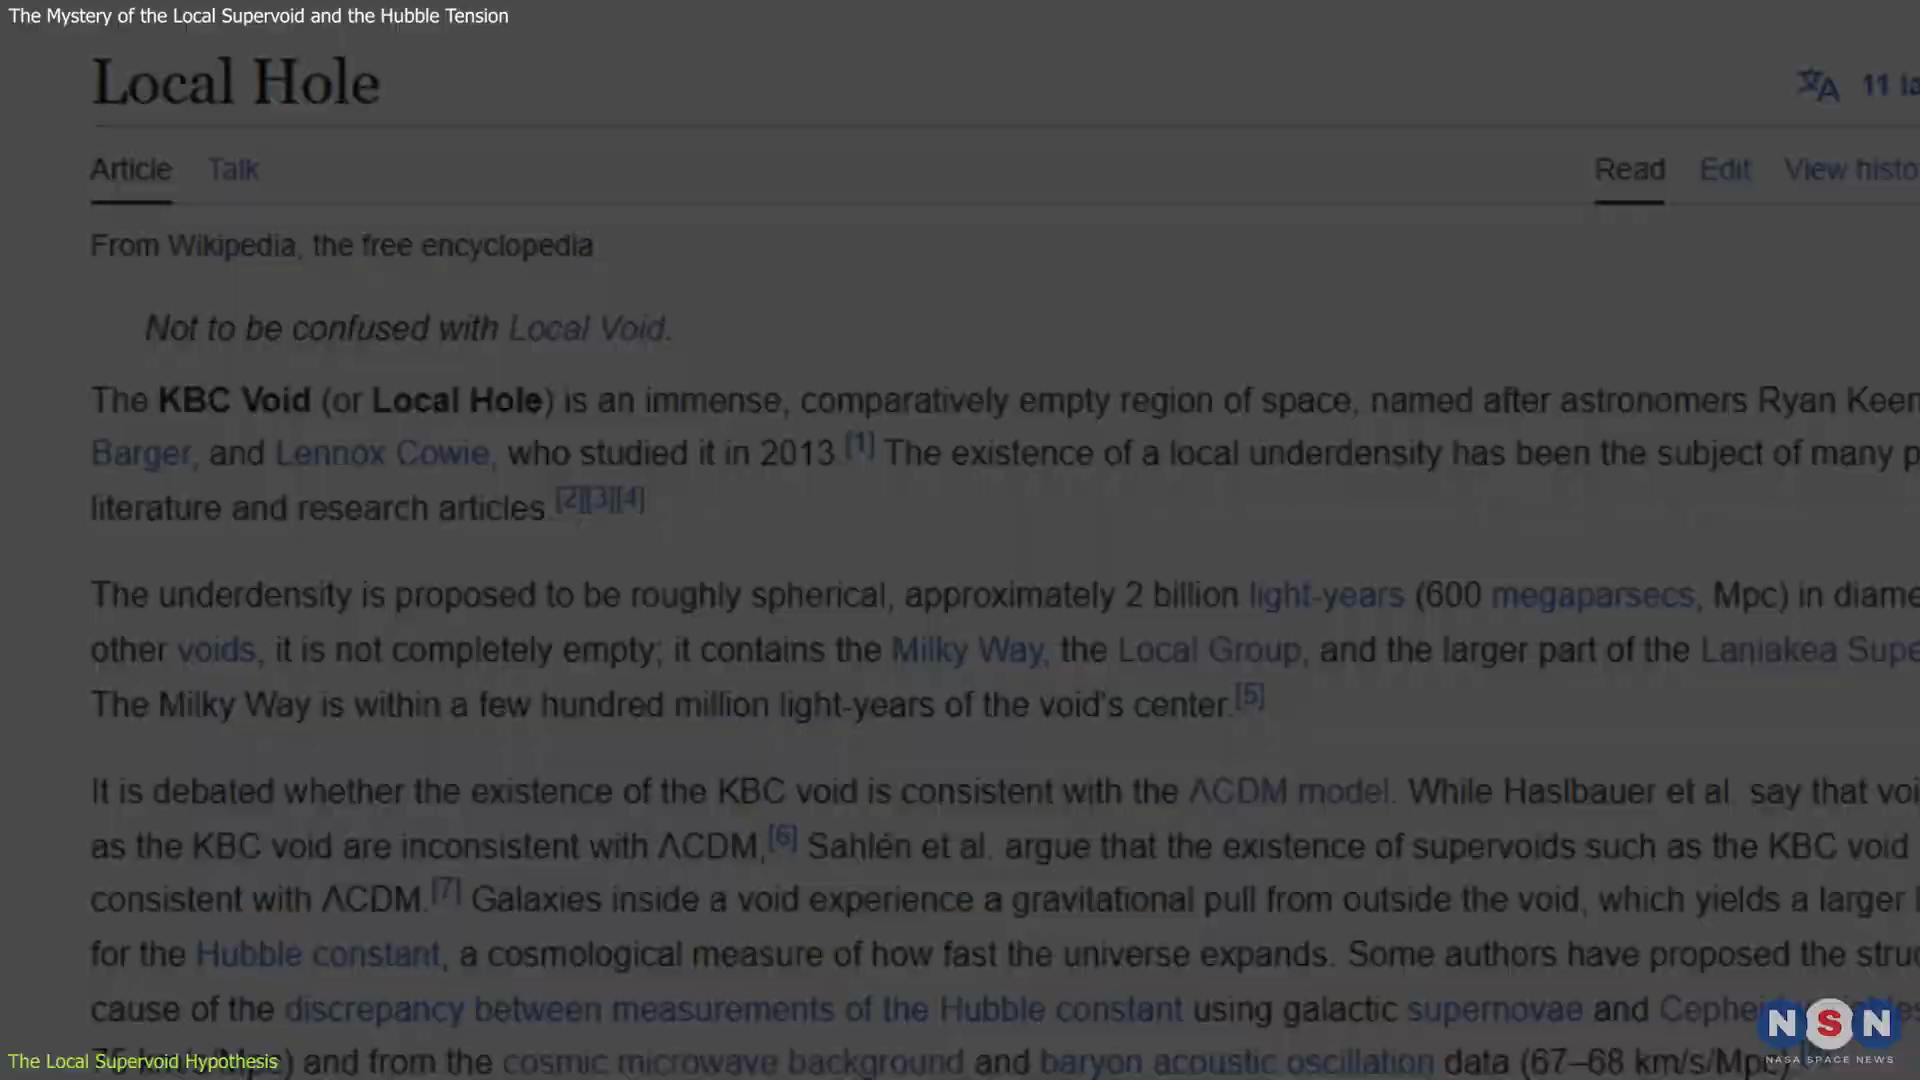 The Mystery of the Local Supervoid and the Hubble Tension
Local Hole
11 la
Article Talk
Read Edit View histo
From Wikipedia, the free encyclopedia
Not to be confused with Local Void.
The KBC Void (or Local Hole) is an immense, comparatively empty region of space, named after astronomers Ryan Keen
Barger, and Lennox Cowie, who studied it in 2013.[1] The existence of a local underdensity has been the subject of many p
literature and research articles.[2][3][4]
The underdensity is proposed to be roughly spherical, approximately 2 billion light-years (600 megaparsecs, Mpc) in diame
other voids, it is not completely empty; it contains the Milky Way, the Local Group, and the larger part of the Laniakea Supe
The Milky Way is within a few hundred million light-years of the void's center.[5]
It is debated whether the existence of the KBC void is consistent with the ΛCDM model. While Haslbauer et al. say that voi
as the KBC void are inconsistent with ΛCDM,[6] Sahlén et al. argue that the existence of supervoids such as the KBC void
consistent with ΛCDM.[7] Galaxies inside a void experience a gravitational pull from outside the void, which yields a larger
for the Hubble constant, a cosmological measure of how fast the universe expands. Some authors have proposed the struc
cause of the discrepancy between measurements of the Hubble constant using galactic supernovae and Cephe
and from the cosmic microwave background and baryon acoustic oscillation data (67–68 km/s/Mpc)
The Local Supervoid Hypothesis
NSN
NASA SPACE NEWS